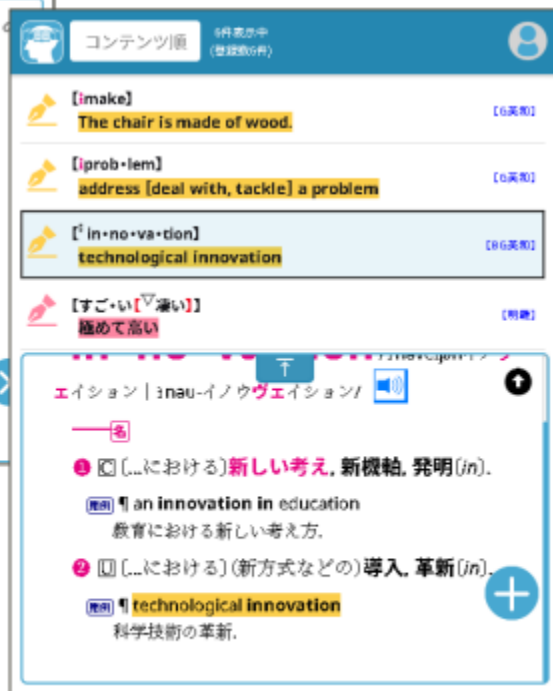 コンテンツ順
6件表示中
(登録数6件)
【imake】
The chair is made of wood.
【G英和】
【iprob・lem】
address [deal with, tackle] a problem
【G英和】
【in・no・va・tion】
technological innovation
【BG英和】
【すご・い【▽凄い】】
極めて高い
【明鏡】
ェイション | ɪnəu-イノウヴェイション/
名
❶ C〔…における〕新しい考え, 新機軸, 発明〔in〕.
用例 ¶ an innovation in education
教育における新しい考え方.
❷ U〔…における〕(新方式などの)導入, 革新〔in〕.
用例 ¶ technological innovation
科学技術の革新.